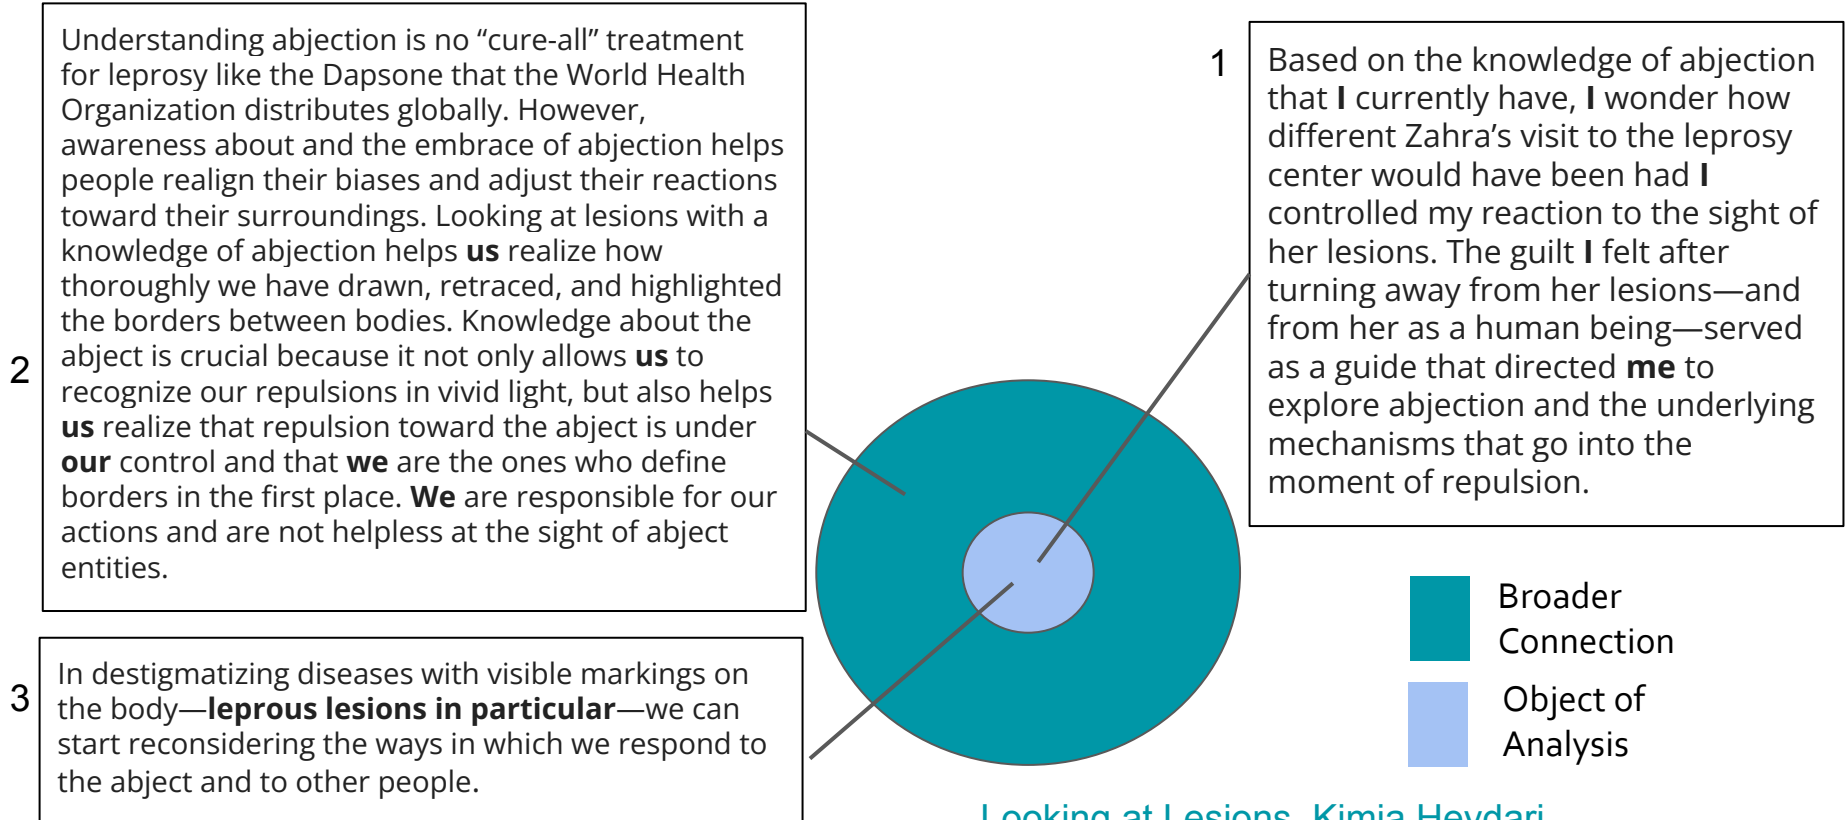 Understanding abjection is no “cure-all” treatment
for leprosy like the Dapsone that the World Health
Organization distributes globally. However,
awareness about and the embrace of abjection helps
people realign their biases and adjust their reactions
toward their surroundings. Looking at lesions with a
knowledge of abjection helps us realize how
thoroughly we have drawn, retraced, and highlighted
the borders between bodies. Knowledge about the
abject is crucial because it not only allows us to
recognize our repulsions in vivid light, but also helps
us realize that repulsion toward the abject is under
our control and that we are the ones who define
borders in the first place. We are responsible for our
actions and are not helpless at the sight of abject
entities.
2
1
Based on the knowledge of abjection
that I currently have, I wonder how
different Zahra’s visit to the leprosy
center would have been had I
controlled my reaction to the sight of
her lesions. The guilt I felt after
turning away from her lesions—and
from her as a human being—served
as a guide that directed me to
explore abjection and the underlying
mechanisms that go into the
moment of repulsion.
3
In destigmatizing diseases with visible markings on
the body—leprous lesions in particular—we can
start reconsidering the ways in which we respond to
the abject and to other people.
Broader
Connection
Object of
Analysis
Looking at Lesions, Kimia Heydari